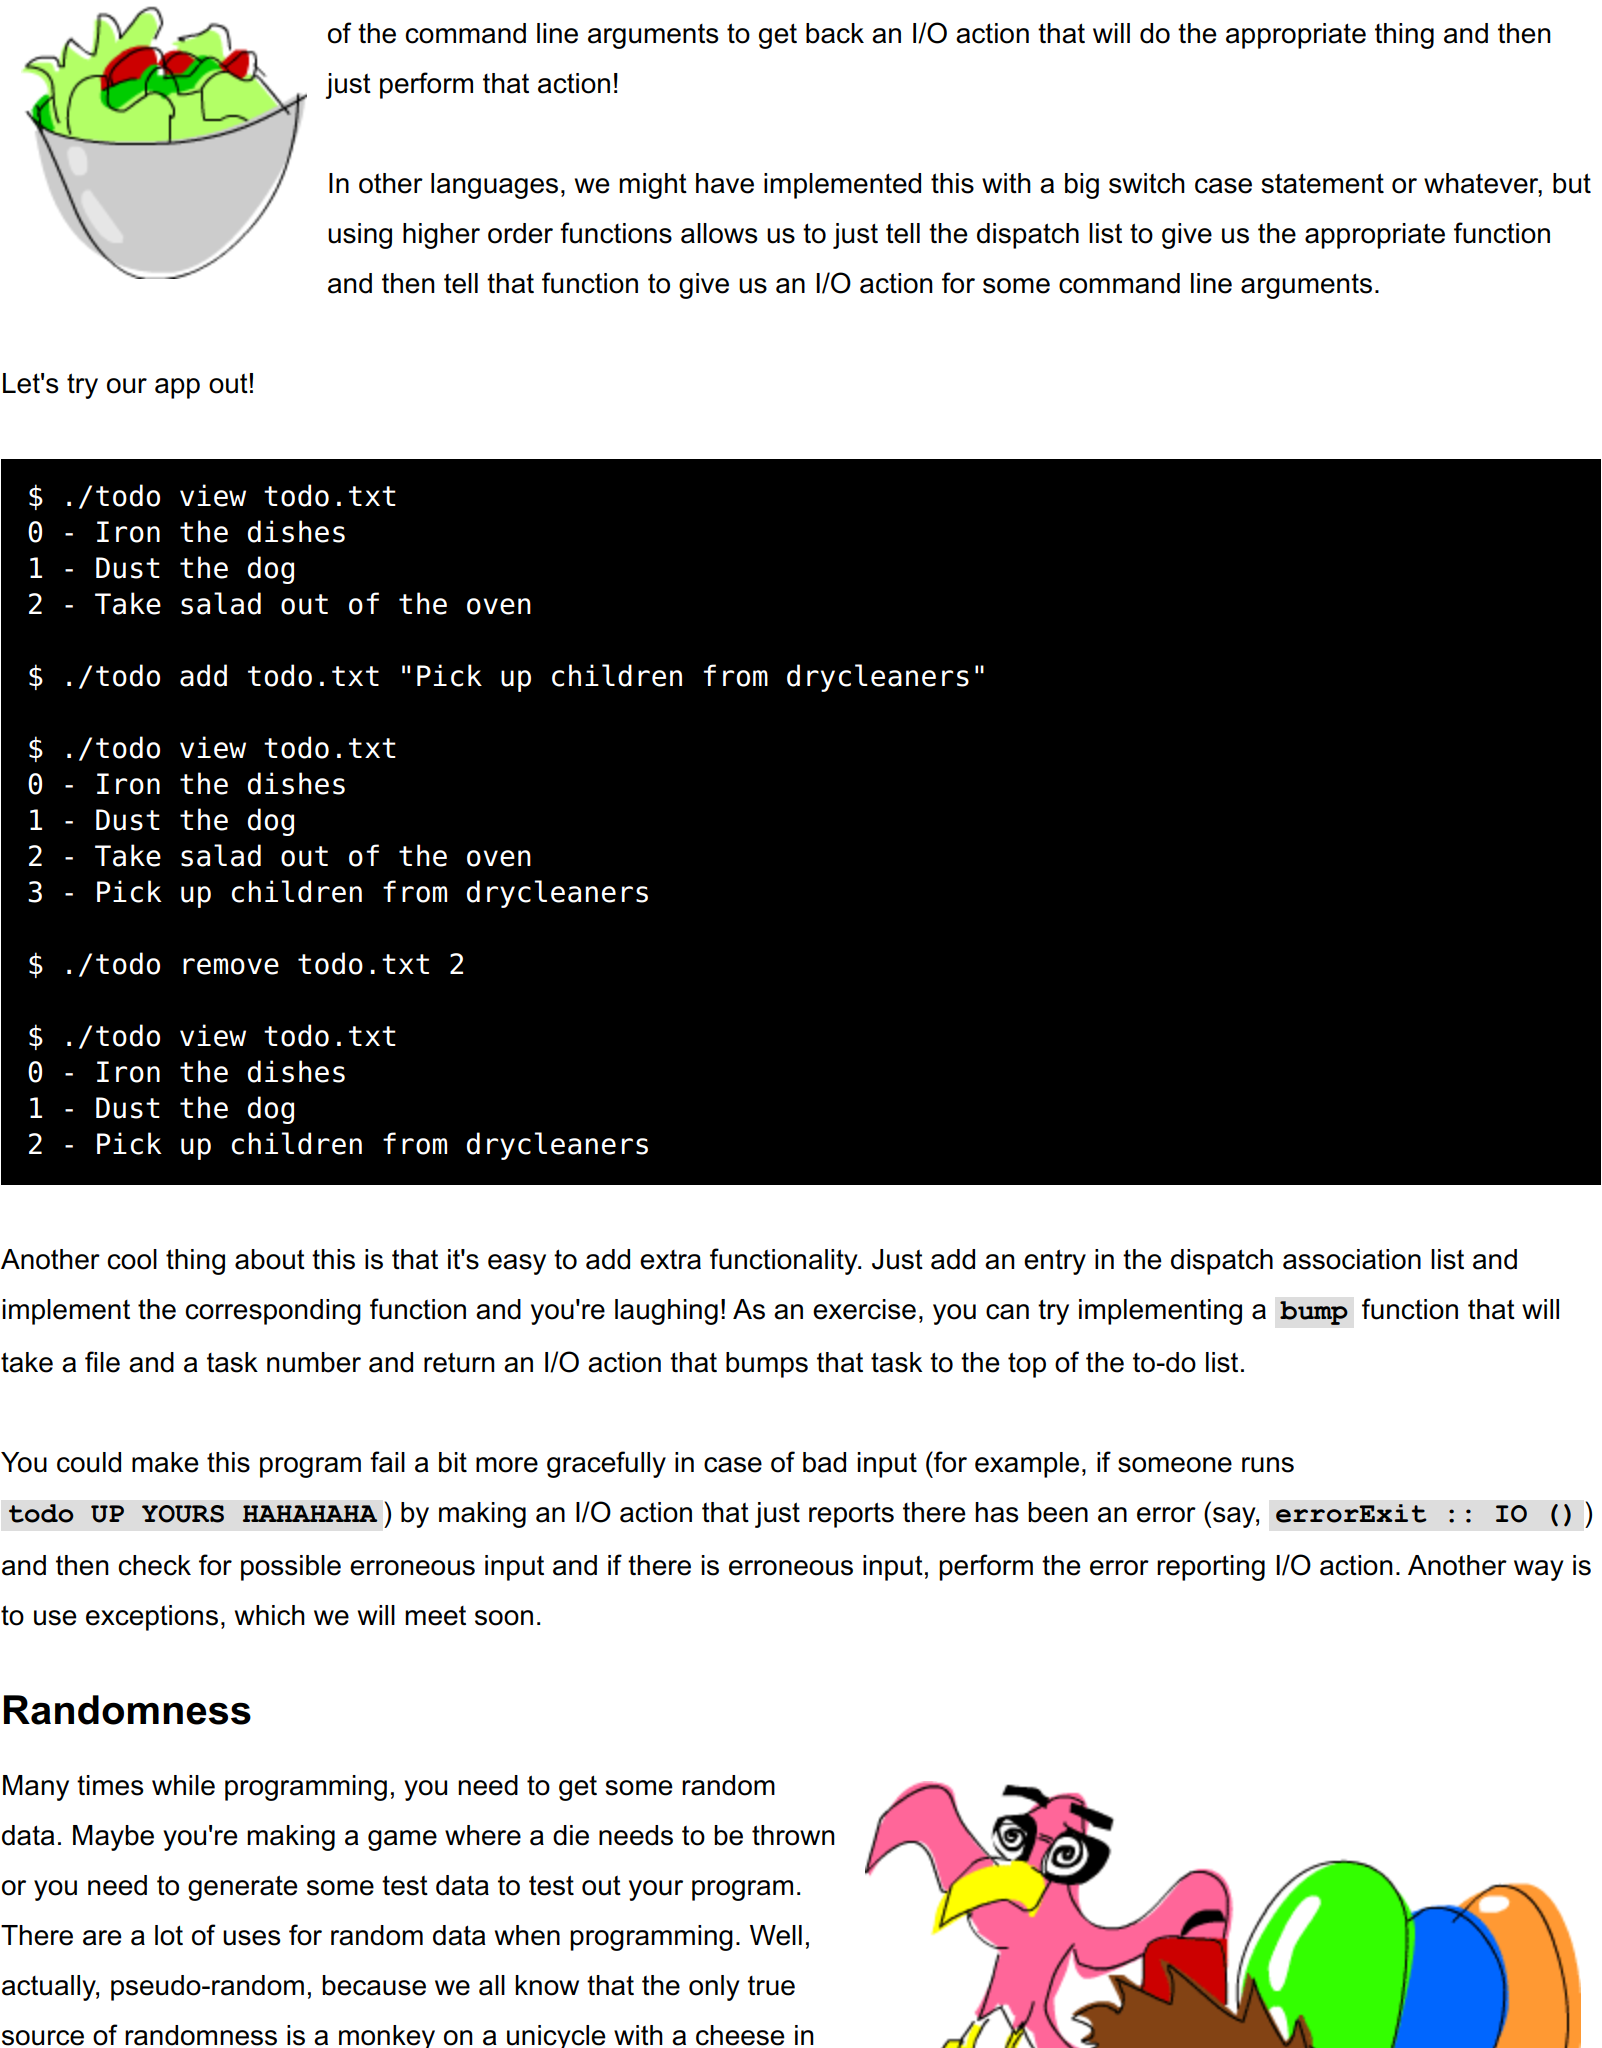 of the command line arguments to get back an I/O action that will do the appropriate thing and then
just perform that action!
In other languages, we might have implemented this with a big switch case statement or whatever, but
using higher order functions allows us to just tell the dispatch list to give us the appropriate function
and then tell that function to give us an I/O action for some command line arguments.
Let's try our app out!
$ ./todo view todo.txt
0 - Iron the dishes
1 - Dust the dog
2 - Take salad out of the oven
$ ./todo add todo.txt "Pick up children from drycleaners"
$ ./todo view todo.txt
0 - Iron the dishes
1 - Dust the dog
2 - Take salad out of the oven
3 - Pick up children from drycleaners
$ ./todo remove todo.txt 2
$ ./todo view todo.txt
0 - Iron the dishes
1 - Dust the dog
2 - Pick up children from drycleaners
Another cool thing about this is that it's easy to add extra functionality. Just add an entry in the dispatch association list and
implement the corresponding function and you're laughing! As an exercise, you can try implementing a bump function that will
take a file and a task number and return an I/O action that bumps that task to the top of the to-do list.
You could make this program fail a bit more gracefully in case of bad input (for example, if someone runs
todo UP YOURS HAHAHAHA) by making an I/O action that just reports there has been an error (say, errorExit :: IO ())
and then check for possible erroneous input and if there is erroneous input, perform the error reporting I/O action. Another way is
to use exceptions, which we will meet soon.
Randomness
Many times while programming, you need to get some random
data. Maybe you're making a game where a die needs to be thrown
or you need to generate some test data to test out your program.
There are a lot of uses for random data when programming. Well,
actually, pseudo-random, because we all know that the only true
source of randomness is a monkey on a unicycle with a cheese in